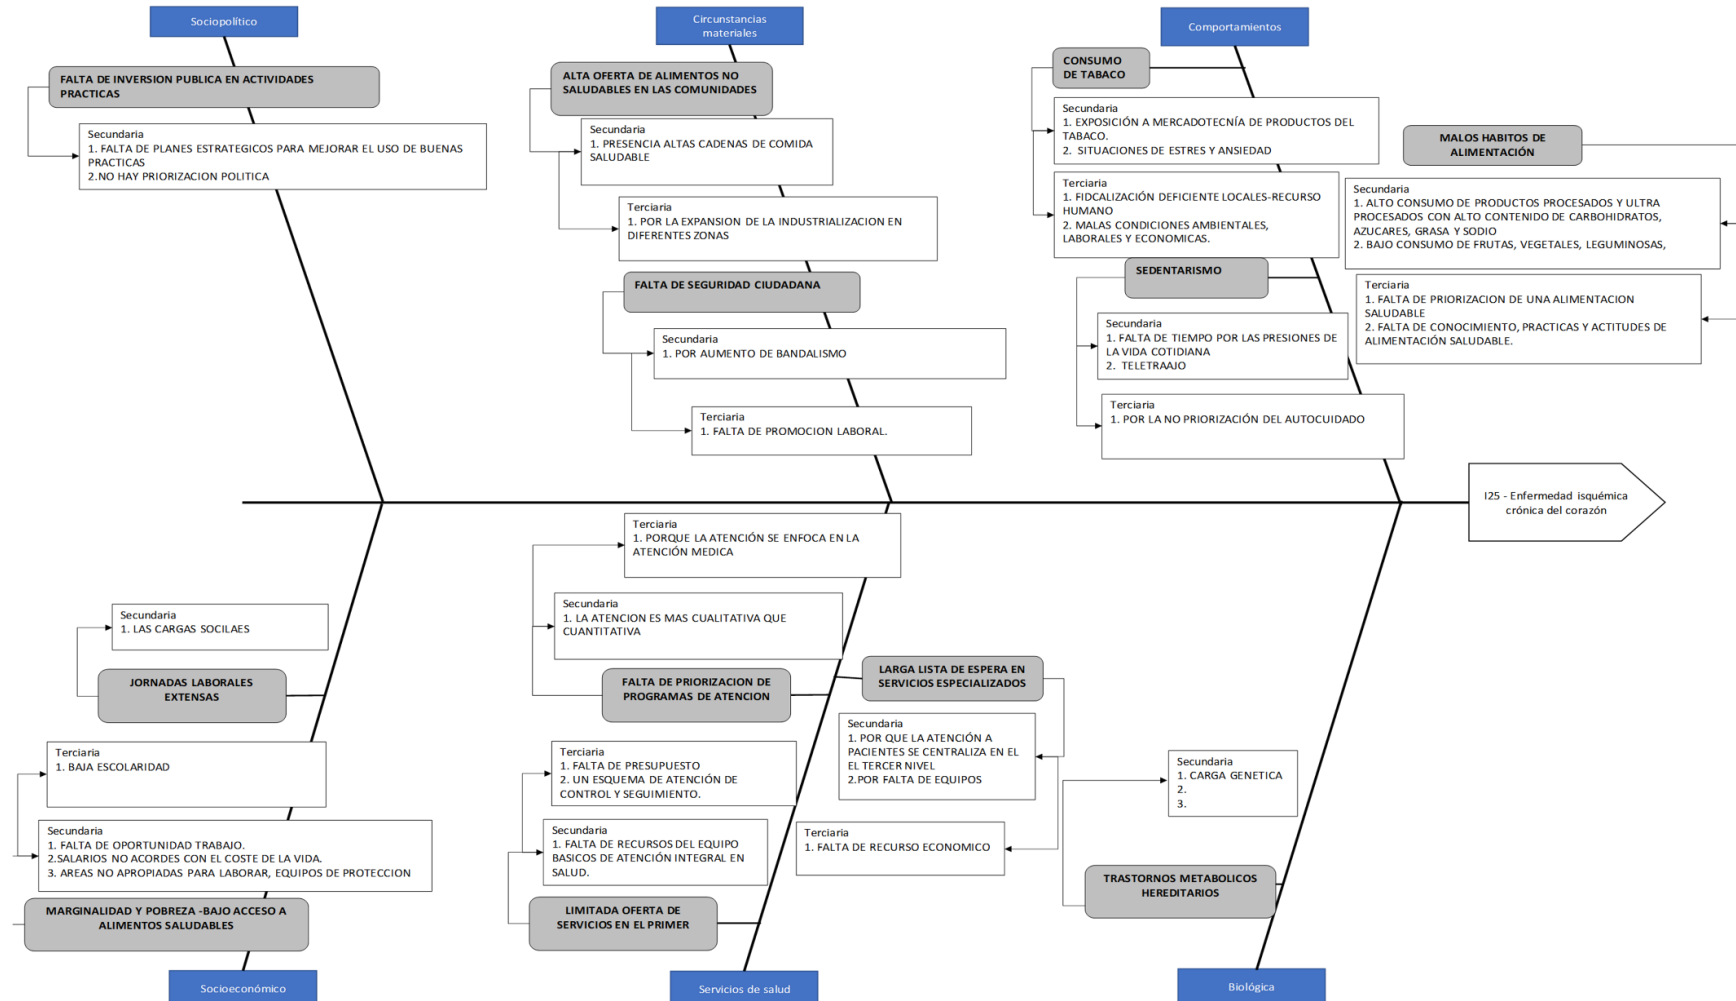 Sociopolítico
Circunstancias
materiales
Comportamientos
FALTA DE INVERSION PUBLICA EN ACTIVIDADES
PRACTICAS
Secundaria
1. FALTA DE PLANES ESTRATEGICOS PARA MEJORAR EL USO DE BUENAS
PRACTICAS
2.NO HAY PRIORIZACION POLITICA
ALTA OFERTA DE ALIMENTOS NO
SALUDABLES EN LAS COMUNIDADES
Secundaria
1. PRESENCIA ALTAS CADENAS DE COMIDA
SALUDABLE
Terciaria
1. POR LA EXPANSION DE LA INDUSTRIALIZACION EN
DIFERENTES ZONAS
FALTA DE SEGURIDAD CIUDADANA
Secundaria
1. POR AUMENTO DE BANDALISMO
Terciaria
1. FALTA DE PROMOCION LABORAL.
CONSUMO
DE TABACO
Secundaria
1. EXPOSICIÓN A MERCADOTECNÍA DE PRODUCTOS DEL
TABACO.
2. SITUACIONES DE ESTRES Y ANSIEDAD
Terciaria
1. FIDCALIZACIÓN DEFICIENTE LOCALES-RECURSO
HUMANO
2. MALAS CONDICIONES AMBIENTALES,
LABORALES Y ECONOMICAS.
SEDENTARISMO
Secundaria
1. FALTA DE TIEMPO POR LAS PRESIONES DE
LA VIDA COTIDIANA
2. TELETRAAJO
Terciaria
1. POR LA NO PRIORIZACIÓN DEL AUTOCUIDADO
MALOS HABITOS DE
ALIMENTACIÓN
Secundaria
1. ALTO CONSUMO DE PRODUCTOS PROCESADOS Y ULTRA
PROCESADOS CON ALTO CONTENIDO DE CARBOHIDRATOS,
AZUCARES, GRASA Y SODIO
2. BAJO CONSUMO DE FRUTAS, VEGETALES, LEGUMINOSAS,
Terciaria
1. FALTA DE PRIORIZACION DE UNA ALIMENTACION
SALUDABLE
2. FALTA DE CONOCIMIENTO, PRACTICAS Y ACTITUDES DE
ALIMENTACIÓN SALUDABLE.
I25 - Enfermedad isquémica
crónica del corazón
Secundaria
1. LAS CARGAS SOCILAES
JORNADAS LABORALES
EXTENSAS
Terciaria
1. BAJA ESCOLARIDAD
Secundaria
1. FALTA DE OPORTUNIDAD TRABAJO.
2.SALARIOS NO ACORDES CON EL COSTE DE LA VIDA.
3. AREAS NO APROPIADAS PARA LABORAR, EQUIPOS DE PROTECCION
MARGINALIDAD Y POBREZA -BAJO ACCESO A
ALIMENTOS SALUDABLES
Terciaria
1. PORQUE LA ATENCIÓN SE ENFOCA EN LA
ATENCIÓN MEDICA
Secundaria
1. LA ATENCION ES MAS CUALITATIVA QUE
CUANTITATIVA
FALTA DE PRIORIZACION DE
PROGRAMAS DE ATENCION
Terciaria
1. FALTA DE PRESUPUESTO
2. UN ESQUEMA DE ATENCIÓN DE
CONTROL Y SEGUIMIENTO.
Secundaria
1. FALTA DE RECURSOS DEL EQUIPO
BASICOS DE ATENCIÓN INTEGRAL EN
SALUD.
LIMITADA OFERTA DE
SERVICIOS EN EL PRIMER
LARGA LISTA DE ESPERA EN
SERVICIOS ESPECIALIZADOS
Secundaria
1. POR QUE LA ATENCIÓN A
PACIENTES SE CENTRALIZA EN EL
EL TERCER NIVEL
2.POR FALTA DE EQUIPOS
Terciaria
1. FALTA DE RECURSO ECONOMICO
Secundaria
1. CARGA GENETICA
2.
3.
TRASTORNOS METABOLICOS
HEREDITARIOS
Socioeconómico
Servicios de salud
Biológica